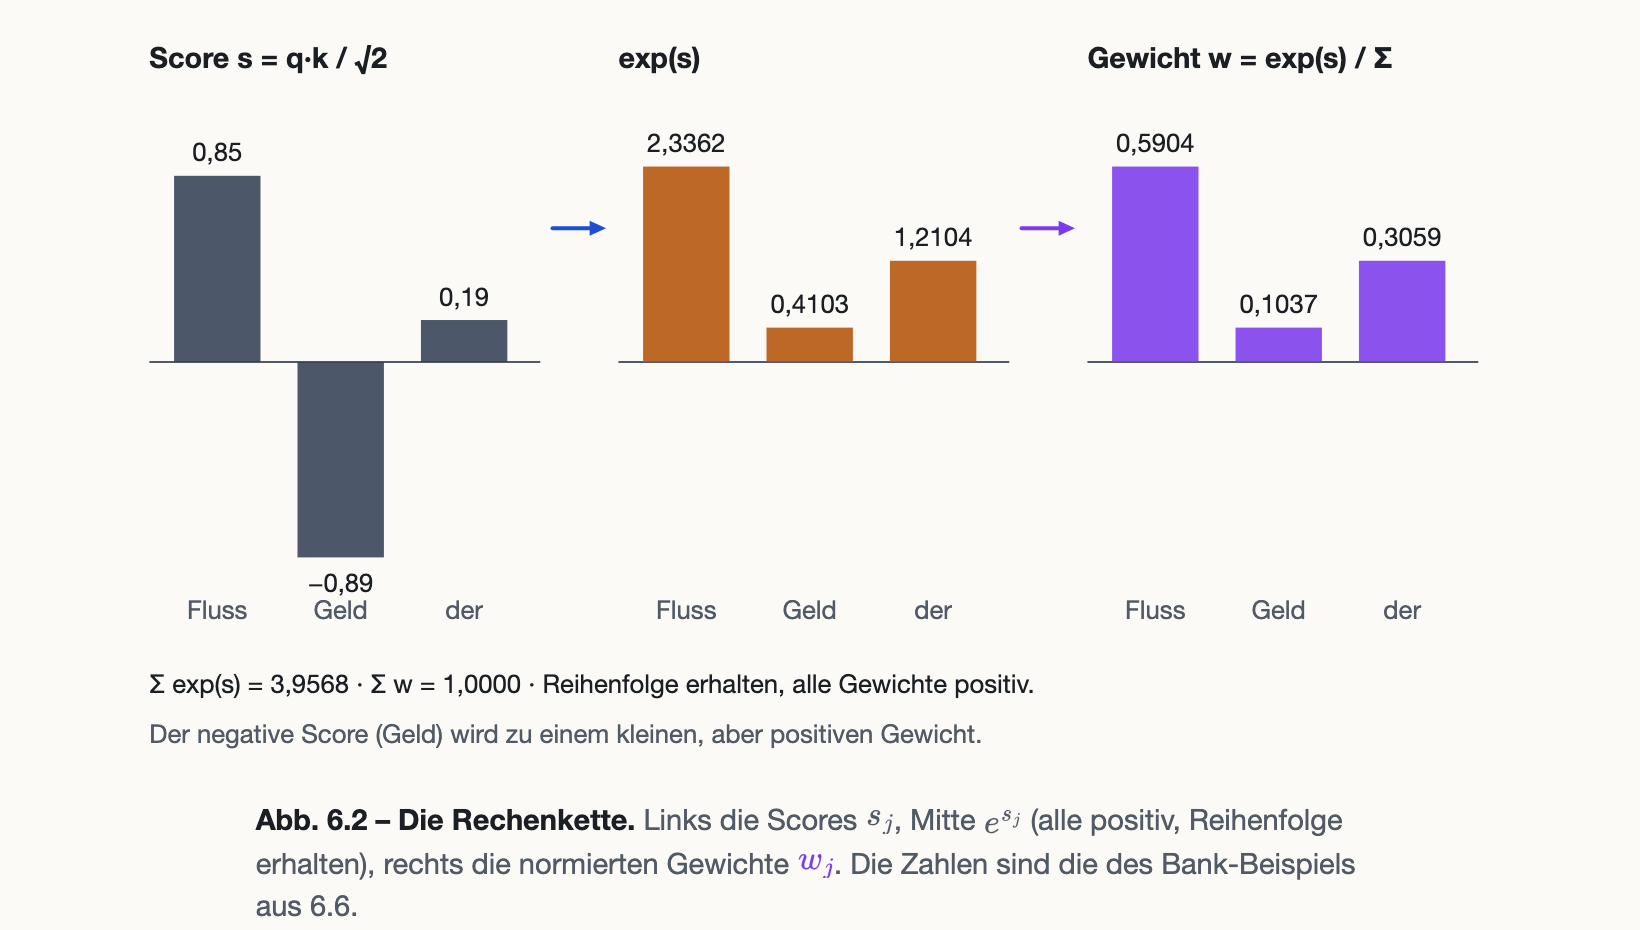 Score s = q·k / √2
exp(s)
Gewicht w = exp(s) / Σ
0,85
−0,89
0,19
Fluss
Geld
der
2,3362
0,4103
1,2104
Fluss
Geld
der
0,5904
0,1037
0,3059
Fluss
Geld
der
Σ exp(s) = 3,9568 · Σ w = 1,0000 · Reihenfolge erhalten, alle Gewichte positiv.
Der negative Score (Geld) wird zu einem kleinen, aber positiven Gewicht.
Abb. 6.2 – Die Rechenkette. Links die Scores s_j, Mitte e^{s_j} (alle positiv, Reihenfolge
erhalten), rechts die normierten Gewichte w_j. Die Zahlen sind die des Bank-Beispiels
aus 6.6.